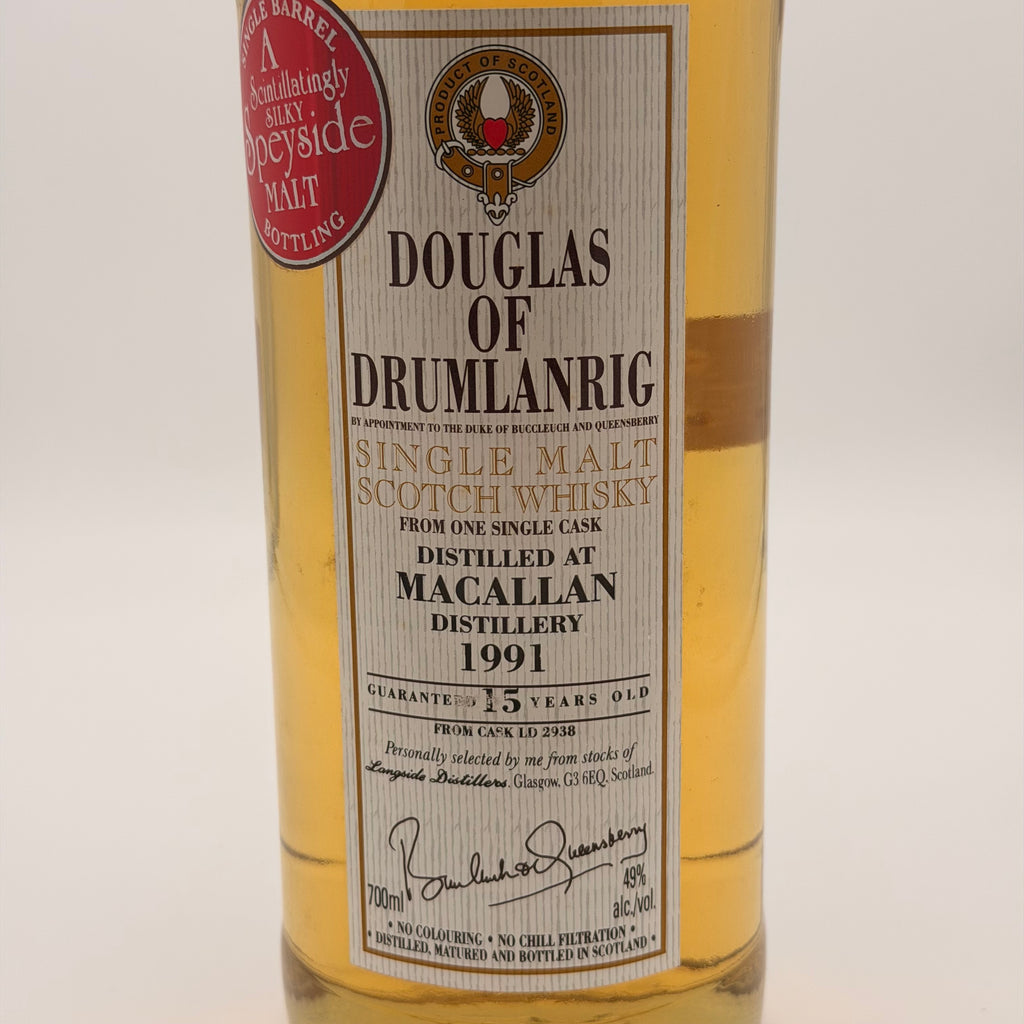 SINGLE BARREL
A
Scintillatingly
SILKY
Speyside
MALT
BOTTLING
PRODUCT OF SCOTLAND
DOUGLAS
OF
DRUMLANRIG
BY APPOINTMENT TO THE DUKE OF BUCCLEUCH AND QUEENSBERRY
SINGLE MALT
SCOTCH WHISKY
FROM ONE SINGLE CASK
DISTILLED AT
MACALLAN
DISTILLERY
1991
GUARANTEED 15 YEARS OLD
FROM CASK LD 2938
Personally selected by me from stocks of
Langside Distillers, Glasgow, G3 6EQ, Scotland.
Buccleuch & Queensberry
700ml
49%
alc./vol.
• NO COLOURING • NO CHILL FILTRATION •
• DISTILLED, MATURED AND BOTTLED IN SCOTLAND •